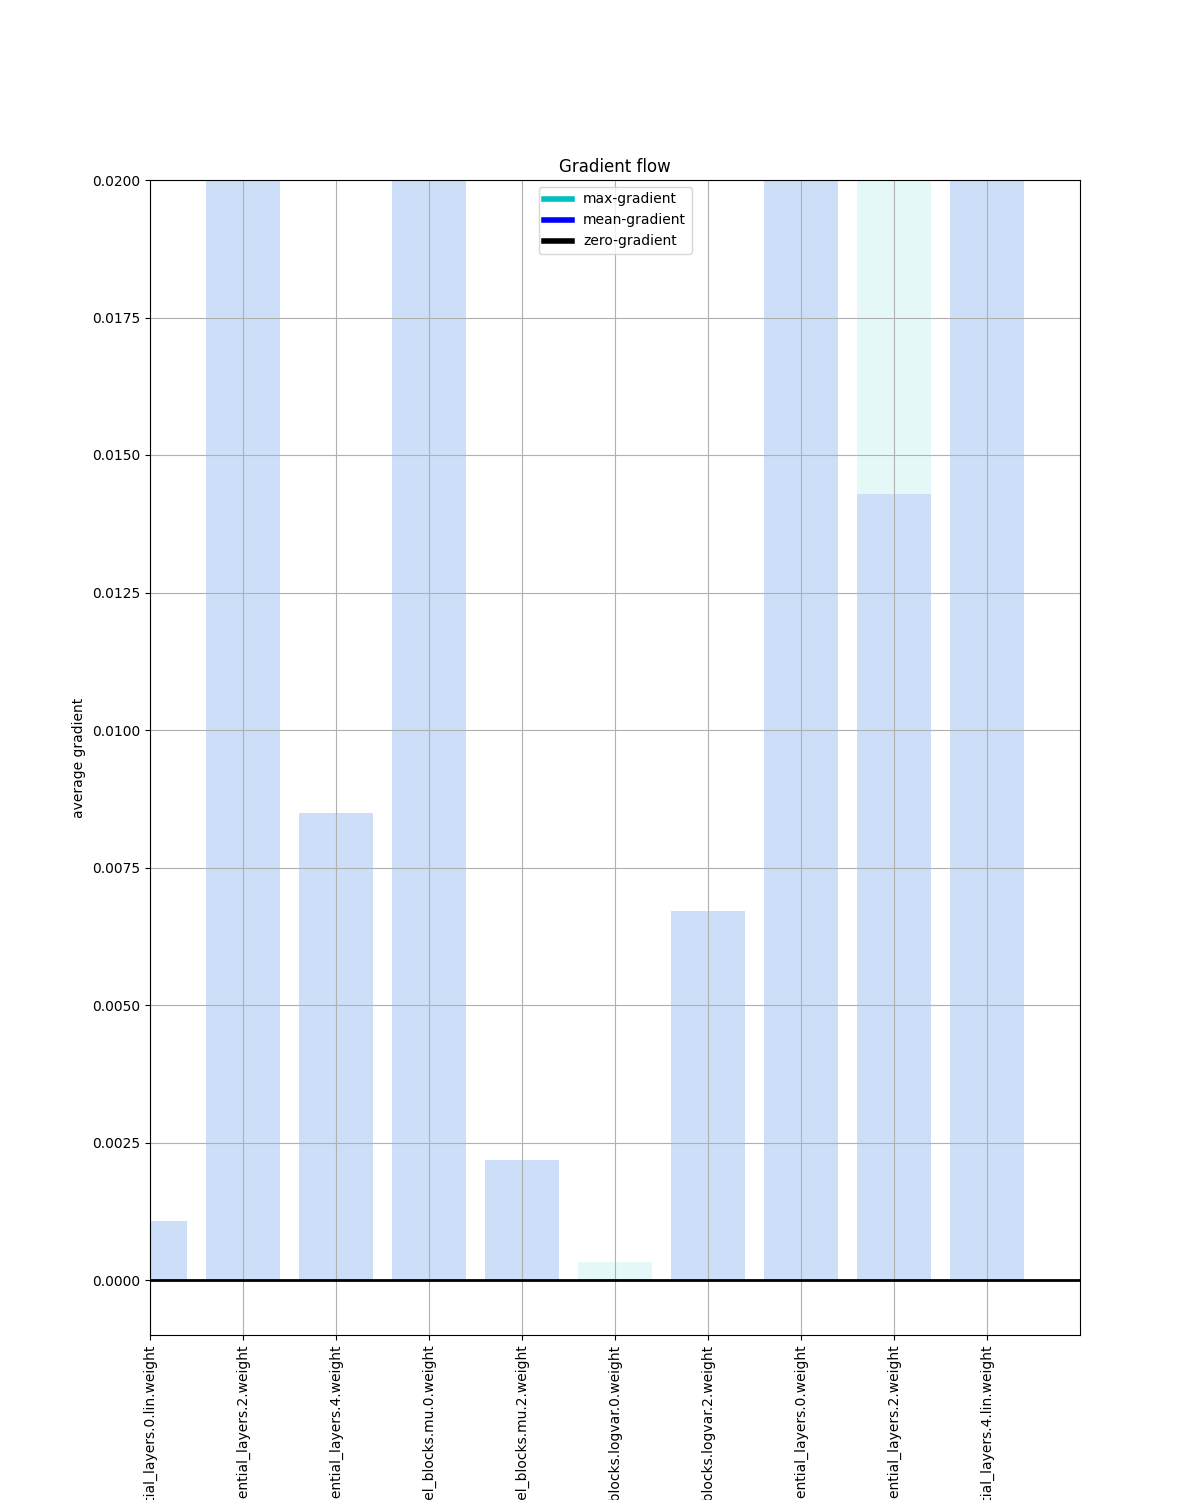 Gradient flow
max-gradient
mean-gradient
zero-gradient
0.0200
0.0175
0.0150
0.0125
0.0100
0.0075
0.0050
0.0025
0.0000
average gradient
tial_layers.0.lin.weight
ential_layers.2.weight
ential_layers.4.weight
el_blocks.mu.0.weight
el_blocks.mu.2.weight
blocks.logvar.0.weight
blocks.logvar.2.weight
ential_layers.0.weight
ential_layers.2.weight
tial_layers.4.lin.weight